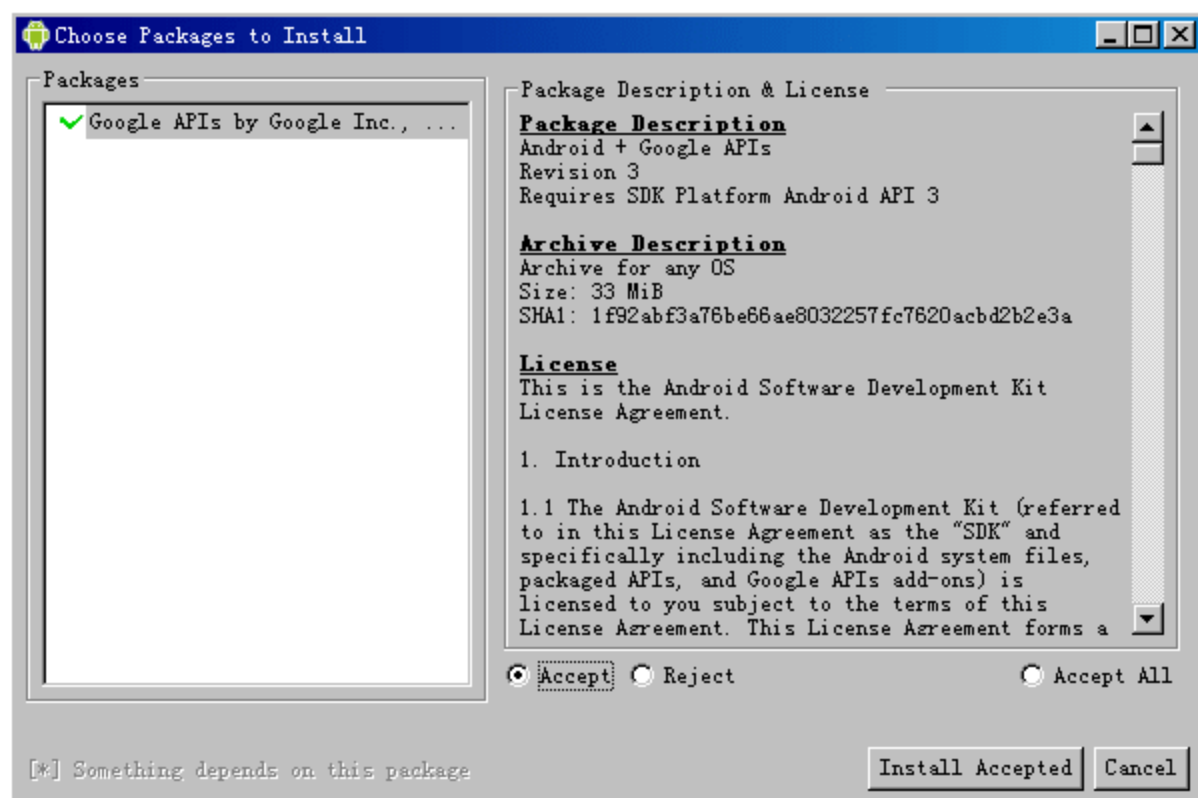 Choose Packages to Install
Packages
Google APIs by Google Inc., ...
Package Description & License
Package Description
Android + Google APIs
Revision 3
Requires SDK Platform Android API 3
Archive Description
Archive for any OS
Size: 33 MiB
SHA1: 1f92abf3a76be66ae8032257fc7620acbd2b2e3a
License
This is the Android Software Development Kit
License Agreement.
1. Introduction
1.1 The Android Software Development Kit (referred
to in this License Agreement as the "SDK" and
specifically including the Android system files,
packaged APIs, and Google APIs add-ons) is
licensed to you subject to the terms of this
License Agreement. This License Agreement forms a
Accept Reject Accept All
[*] Something depends on this package
Install Accepted Cancel